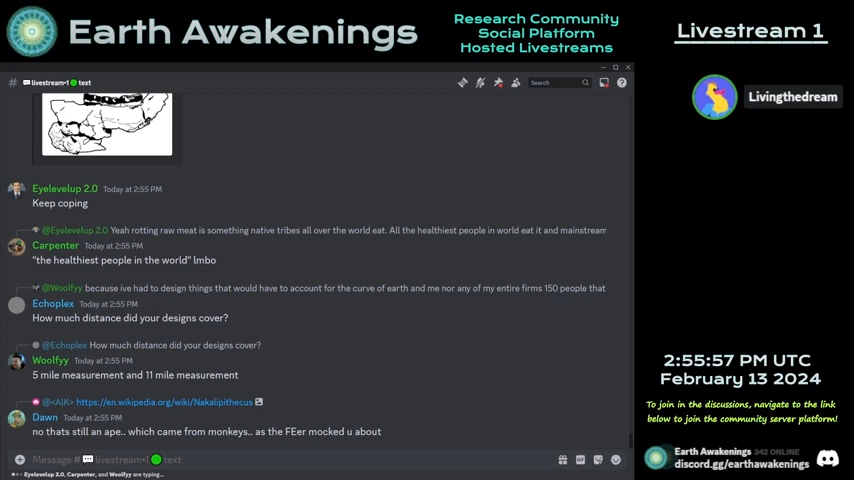 Earth Awakenings
Research Community
Social Platform
Hosted Livestreams
Livestream 1
# livestream-1 text
Search
Livingthedream
Eyelevelup 2.0 Today at 2:55 PM
Keep coping
@Eyelevelup 2.0 Yeah rotting raw meat is something native tribes all over the world eat. All the healthiest people in world eat it and mainstream
Carpenter Today at 2:55 PM
"the healthiest people in the world" lmbo
@Woolfyy because ive had to design things that would have to account for the curve of earth and me nor any of my entire firms 150 people that
Echoplex Today at 2:55 PM
How much distance did your designs cover?
@Echoplex How much distance did your designs cover?
Woolfyy Today at 2:55 PM
5 mile measurement and 11 mile measurement
@<A|K> https://en.wikipedia.org/wiki/Nakalipithecus
Dawn Today at 2:55 PM
no thats still an ape.. which came from monkeys.. as the FEer mocked u about
Message # livestream-1 text
GIF
Eyelevelup 2.0, Carpenter, and Woolfyy are typing...
2:55:57 PM UTC
February 13 2024
To join in the discussions, navigate to the link
below to join the community server platform!
Earth Awakenings 342 ONLINE
discord.gg/earthawakenings